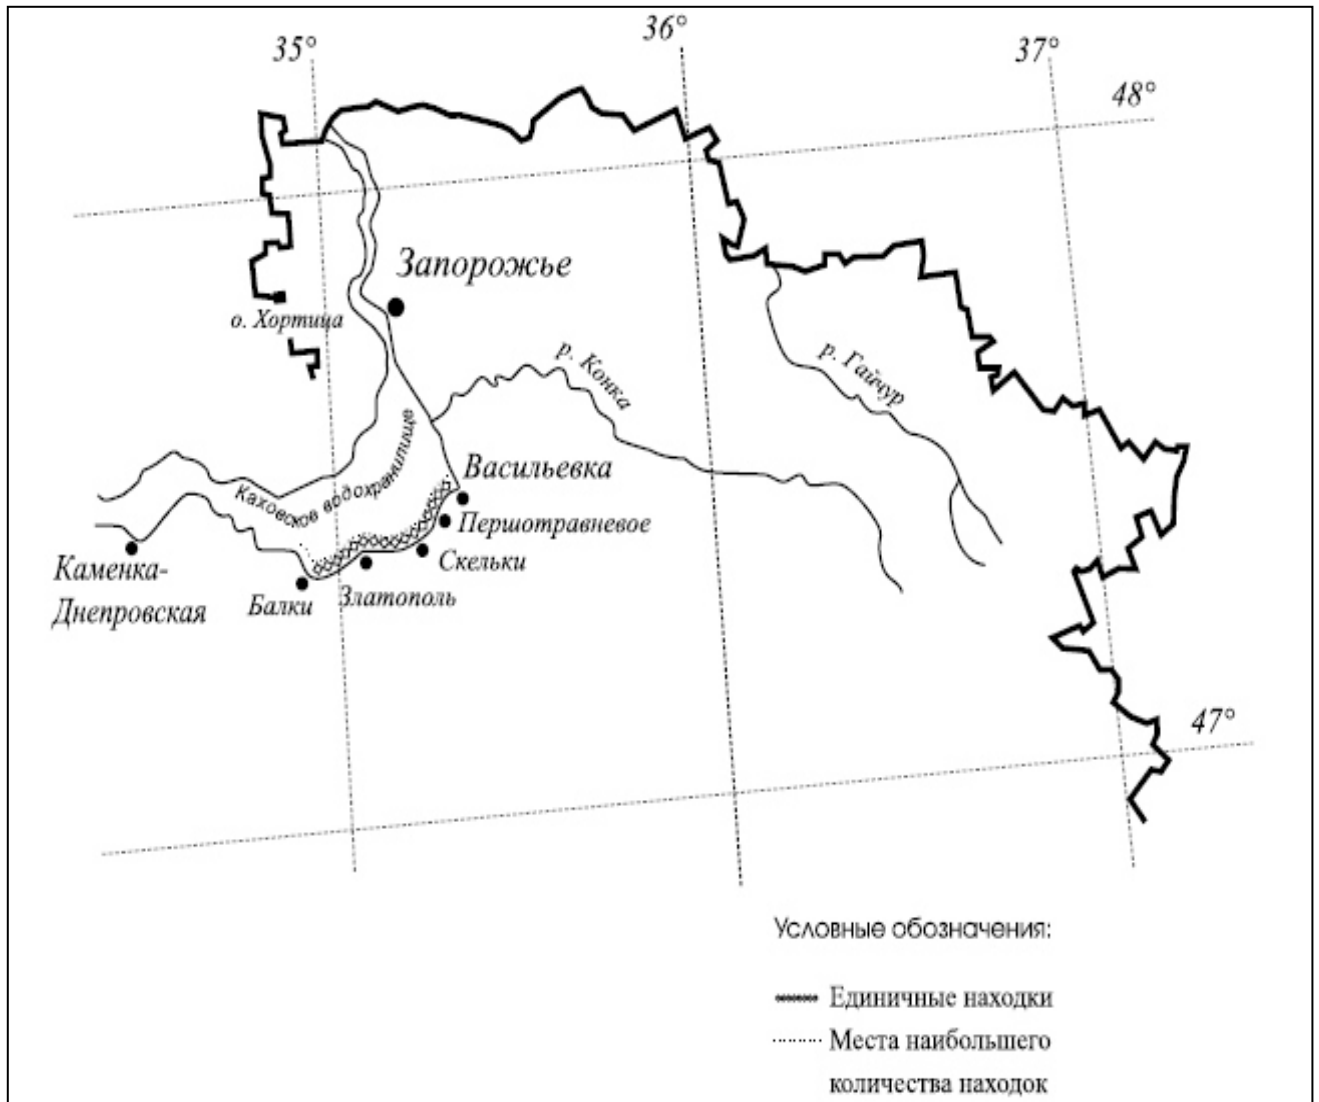 35°
36°
37°
48°
Запорожье
о. Хортица
р. Конка
р. Гайчур
Каховское водохранилище
Васильевка
Першотравневое
Скельки
Каменка-
Днепровская
Балки
Златополь
47°
Условные обозначения:
Единичные находки
Места наибольшего
количества находок